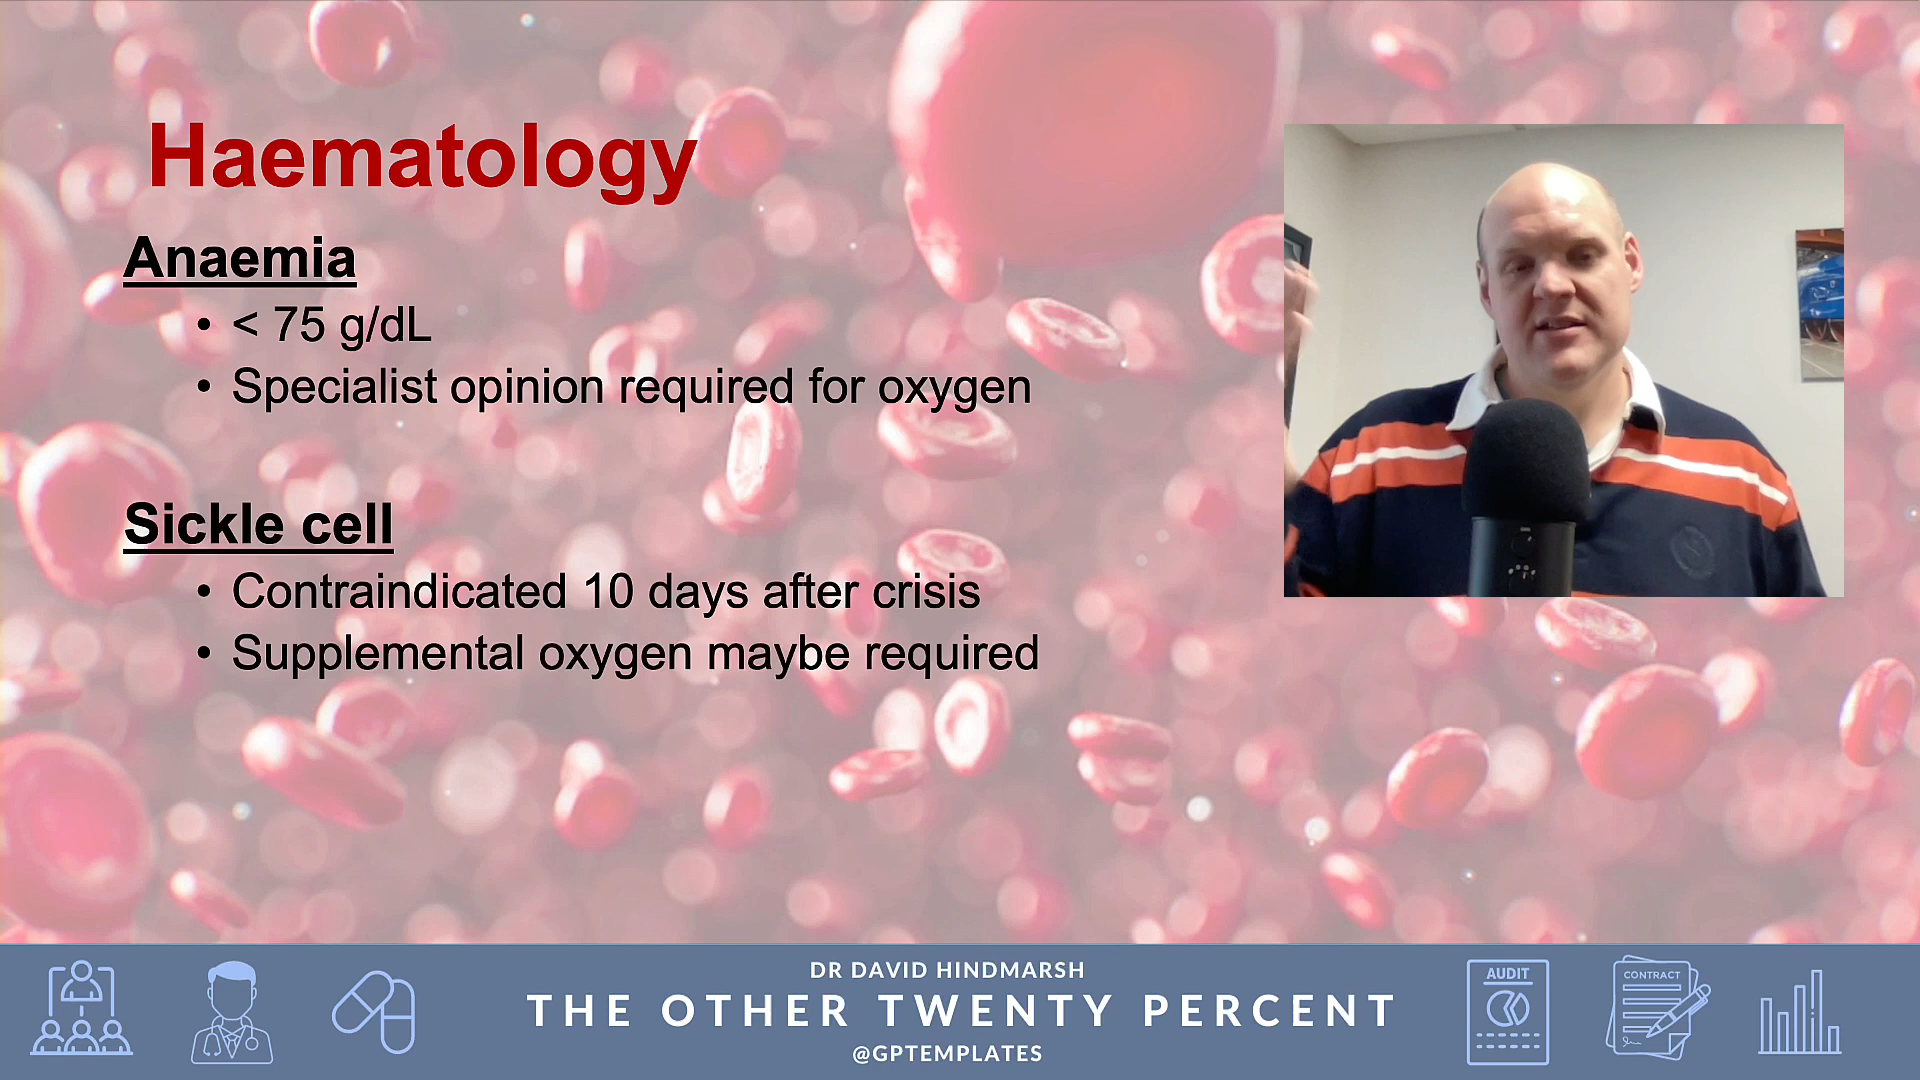 Haematology
Anaemia
• < 75 g/dL
• Specialist opinion required for oxygen
Sickle cell
• Contraindicated 10 days after crisis
• Supplemental oxygen maybe required
DR DAVID HINDMARSH
THE OTHER TWENTY PERCENT
@GPTEMPLATES
AUDIT
CONTRACT